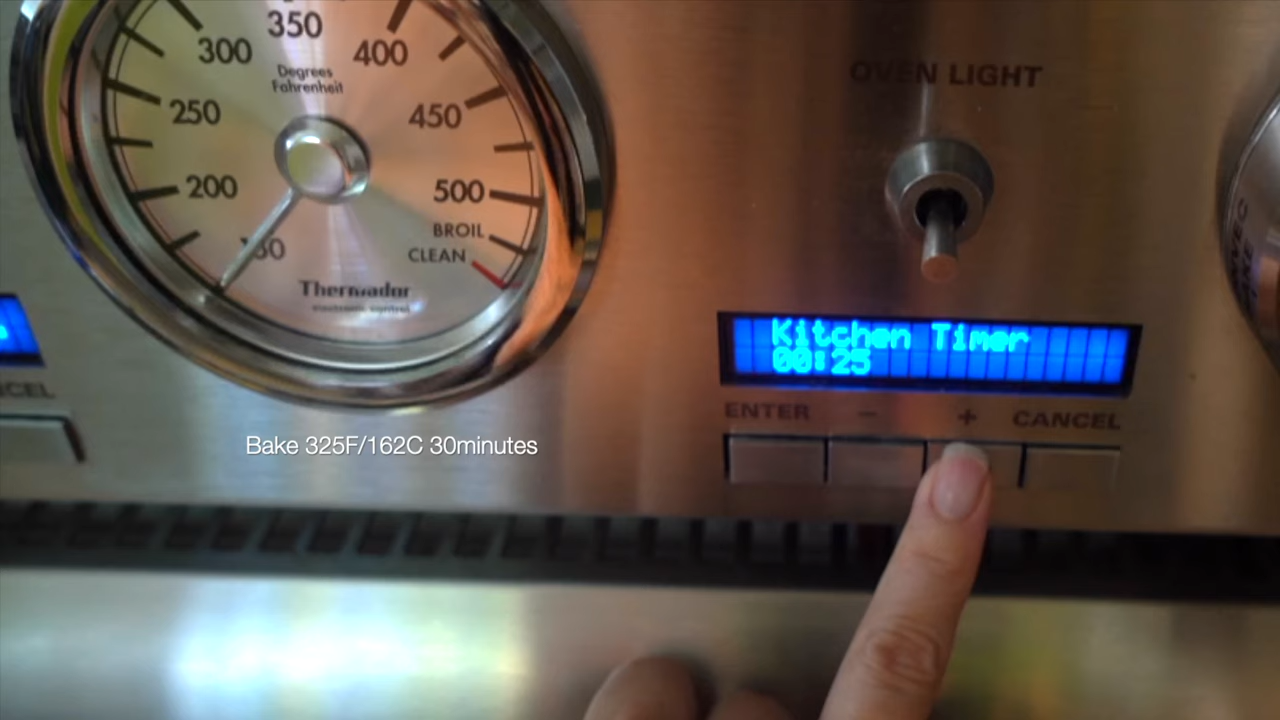 350
300
400
Degrees
Fahrenheit
250
450
200
500
BROIL
CLEAN
Thermador
OVEN LIGHT
Kitchen Timer
00:25
ENTER - + CANCEL
Bake 325F/162C 30minutes